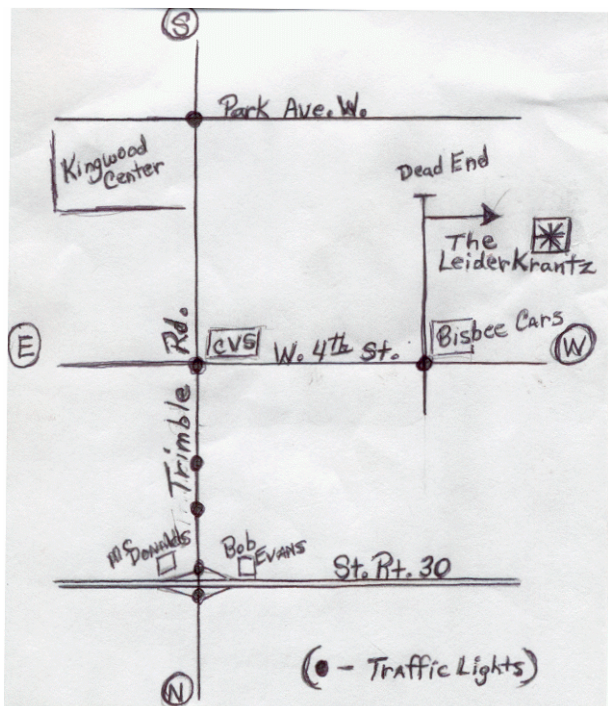 S
Park Ave. W.
Kingwood
Center
Dead End
The
LeiderKrantz
Trimble Rd.
CVS
W. 4th St.
Bisbee Cars
E
W
McDonalds
Bob
Evans
St. Rt. 30
N
(● - Traffic Lights)